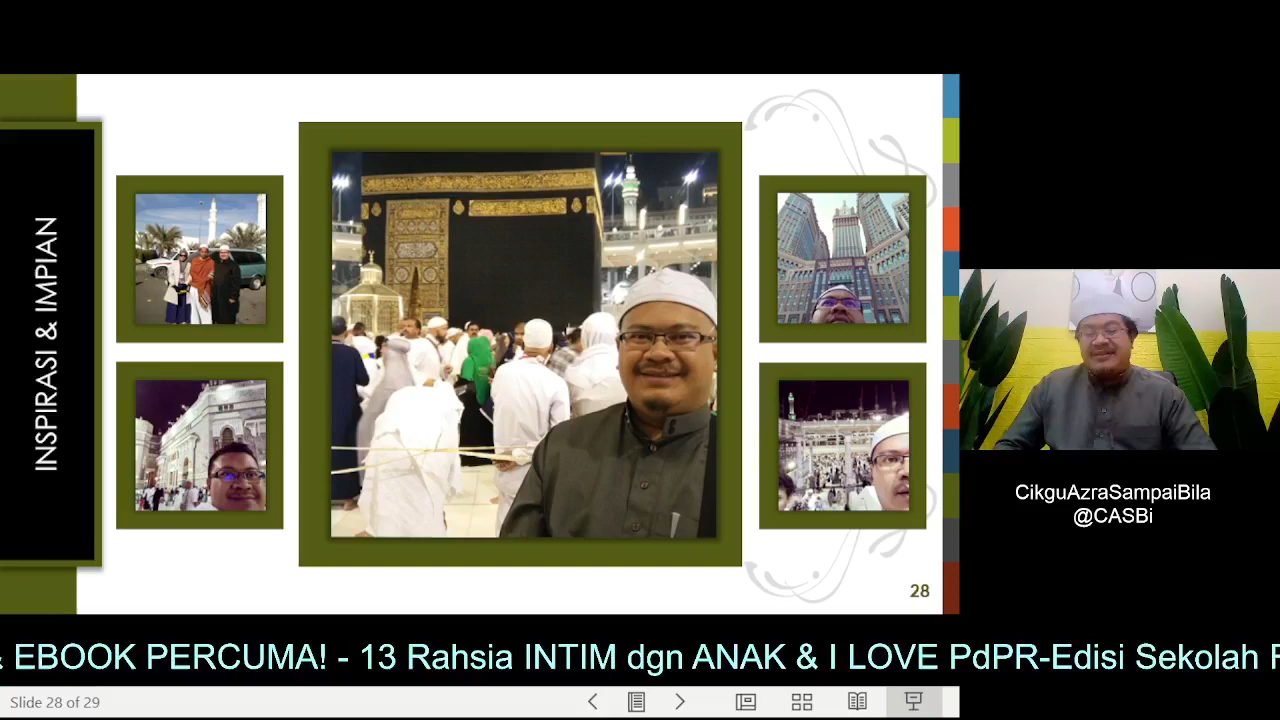 INSPIRASI & IMPIAN
28
CikguAzraSampaiBila
@CASBi
& EBOOK PERCUMA! - 13 Rahsia INTIM dgn ANAK & I LOVE PdPR-Edisi Sekolah
Slide 28 of 29